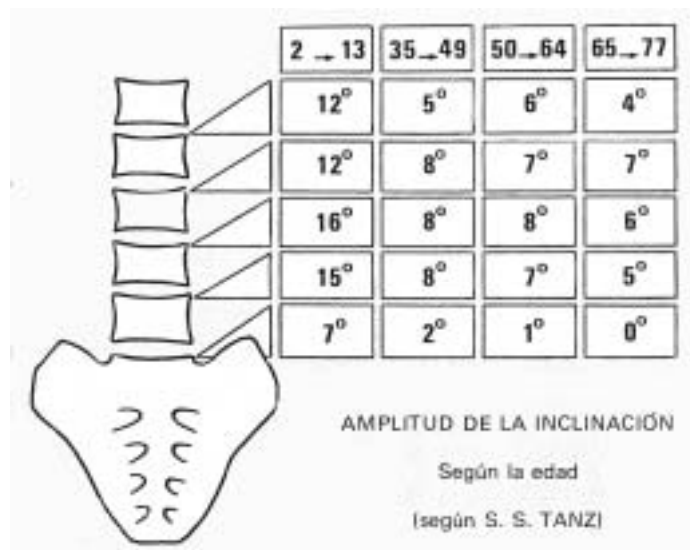 2 → 13 35→49 50→64 65→77
12° 5° 6° 4°
12° 8° 7° 7°
16° 8° 8° 6°
15° 8° 7° 5°
7° 2° 1° 0°
AMPLITUD DE LA INCLINACIÓN
Según la edad
(según S. S. TANZ)